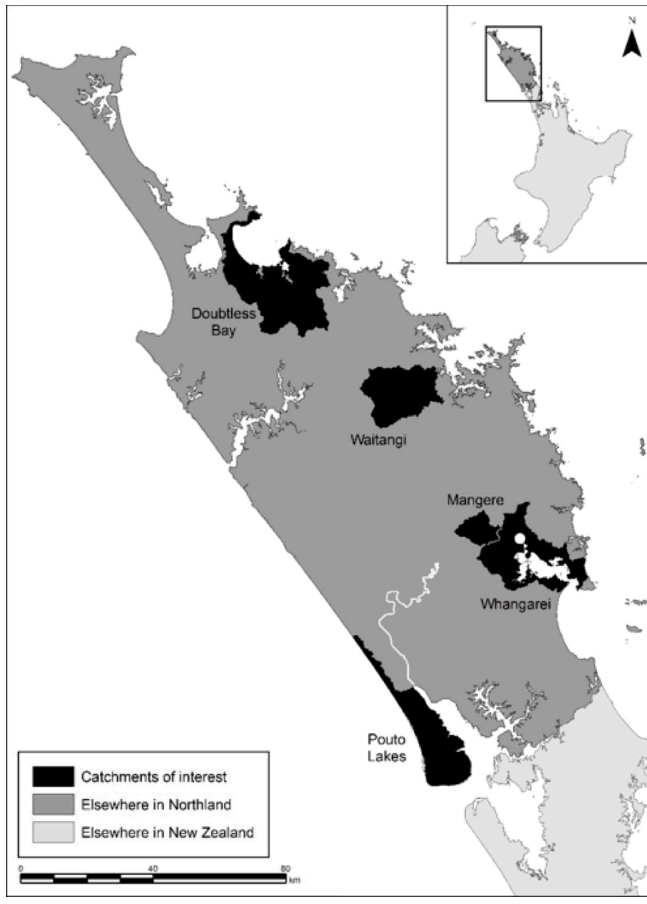 N
Doubtless
Bay
Waitangi
Mangere
Whangarei
Pouto
Lakes
Catchments of interest
Elsewhere in Northland
Elsewhere in New Zealand
0 40 80
km